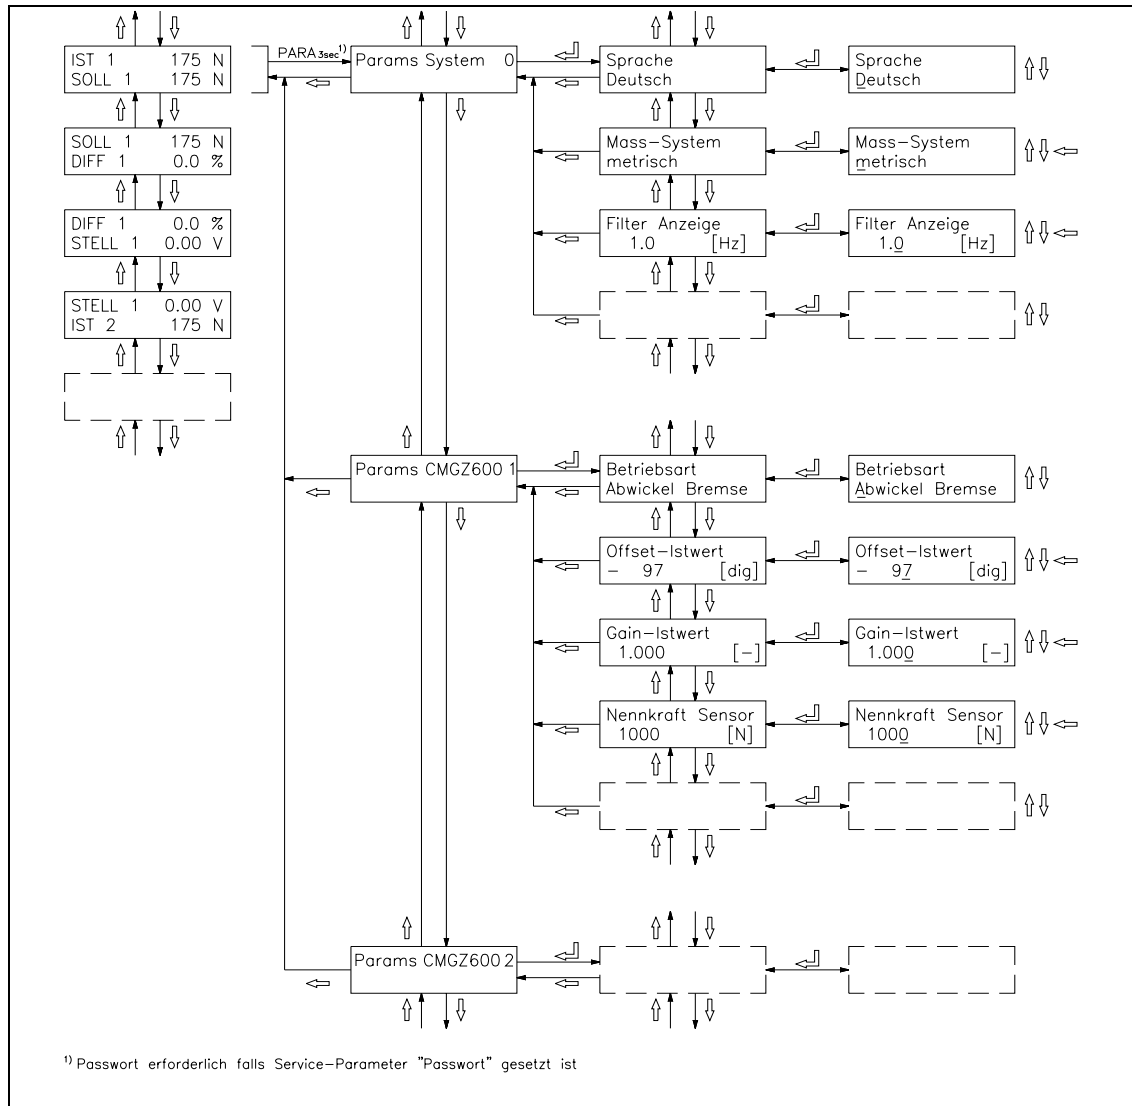 IST 1 175 N
SOLL 1 175 N
SOLL 1 175 N
DIFF 1 0.0 %
DIFF 1 0.0 %
STELL 1 0.00 V
STELL 1 0.00 V
IST 2 175 N
PARA 3sec 1)
Params System 0
Sprache
Deutsch
Sprache
Deutsch
Mass-System
metrisch
Mass-System
metrisch
Filter Anzeige
1.0 [Hz]
Filter Anzeige
1.0 [Hz]
Params CMGZ600 1
Betriebsart
Abwickel Bremse
Betriebsart
Abwickel Bremse
Offset-Istwert
- 97 [dig]
Offset-Istwert
- 97 [dig]
Gain-Istwert
1.000 [-]
Gain-Istwert
1.000 [-]
Nennkraft Sensor
1000 [N]
Nennkraft Sensor
1000 [N]
Params CMGZ600 2
1) Passwort erforderlich falls Service-Parameter "Passwort" gesetzt ist